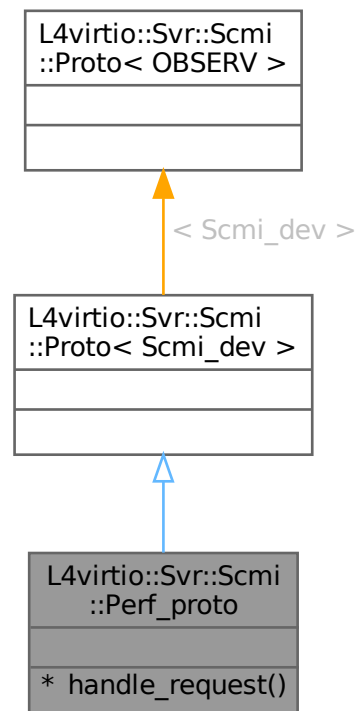 L4virtio::Svr::Scmi
::Proto< OBSERV >
< Scmi_dev >
L4virtio::Svr::Scmi
::Proto< Scmi_dev >
L4virtio::Svr::Scmi
::Perf_proto
* handle_request()